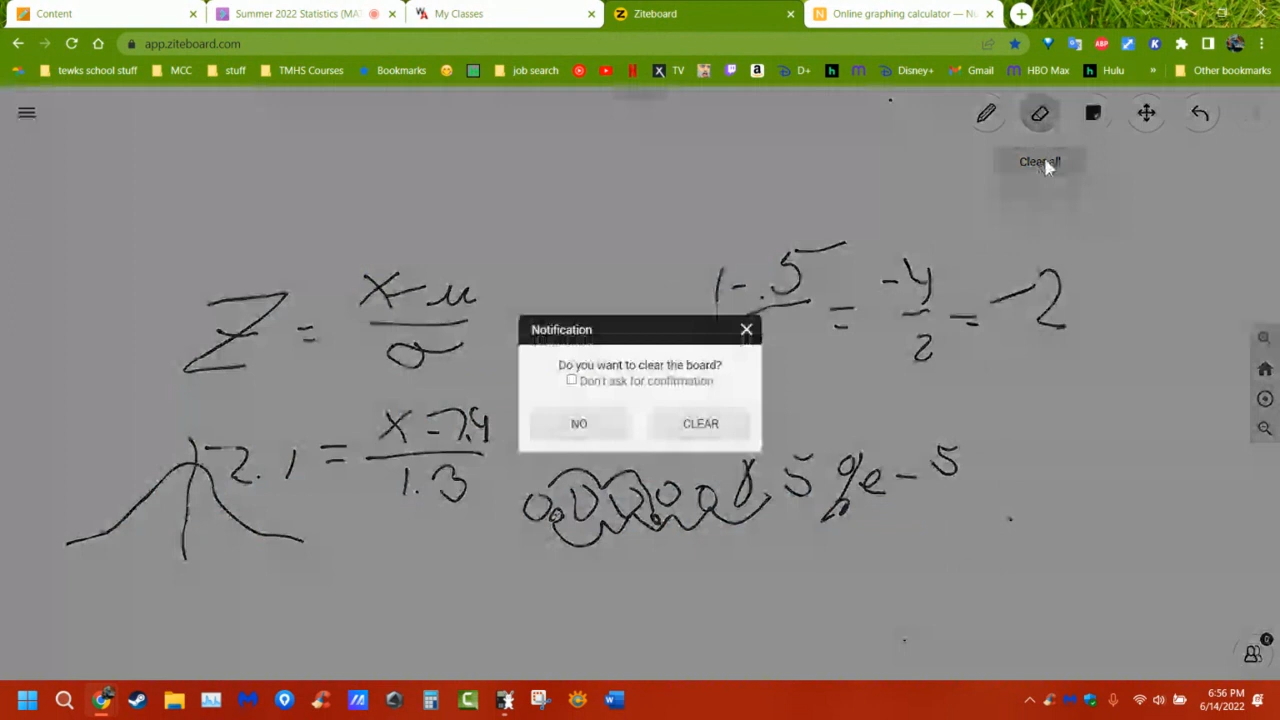 Content
Summer 2022 Statistics (MA
My Classes
Ziteboard
Online graphing calculator — Nu
app.ziteboard.com
tewks school stuff
MCC
stuff
TMHS Courses
Bookmarks
job search
TV
D+
Disney+
Gmail
HBO Max
Hulu
»
Other bookmarks
Clear all
Z = x-μ / σ
1-.5 = -4/2 = -2
Notification
Do you want to clear the board?
Don't ask for confirmation
NO CLEAR
-2.1 = x-7.4 / 1.3
5 % e-5
0
6:56 PM
6/14/2022